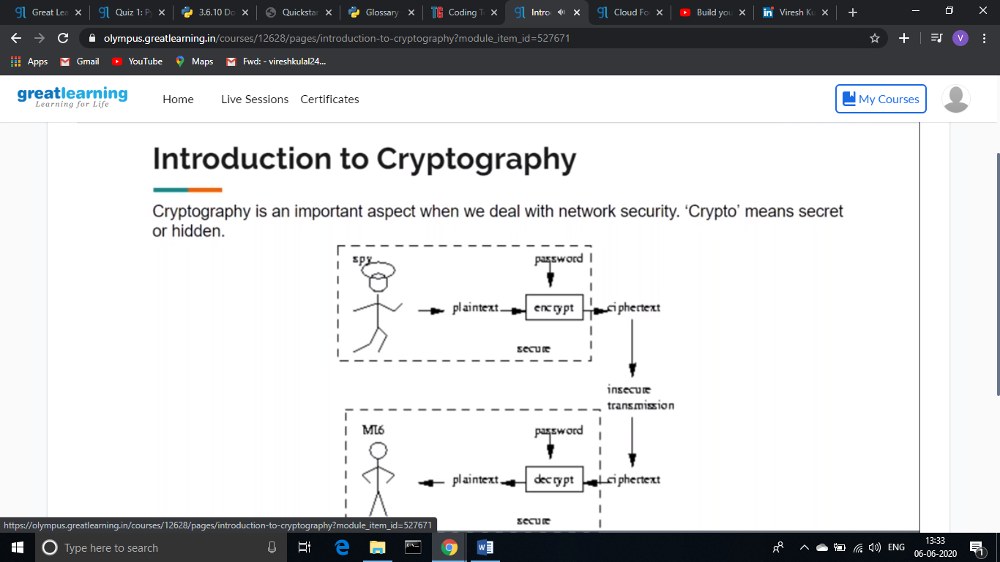 Great Lea
Quiz 1: Py
3.6.10 Do
Quickstar
Glossary
Coding T
Intro
Cloud Fo
Build you
Viresh Ku
olympus.greatlearning.in/courses/12628/pages/introduction-to-cryptography?module_item_id=527671
V
Apps
Gmail
YouTube
Maps
Fwd: - vireshkulal24...
greatlearning
Learning for Life
Home
Live Sessions
Certificates
My Courses
Introduction to Cryptography
Cryptography is an important aspect when we deal with network security. ‘Crypto’ means secret
or hidden.
spy
password
plaintext
encrypt
ciphertext
secure
insecure
transmission
MI6
password
plaintext
decrypt
ciphertext
secure
https://olympus.greatlearning.in/courses/12628/pages/introduction-to-cryptography?module_item_id=527671
Type here to search
ENG
13:33
06-06-2020
1